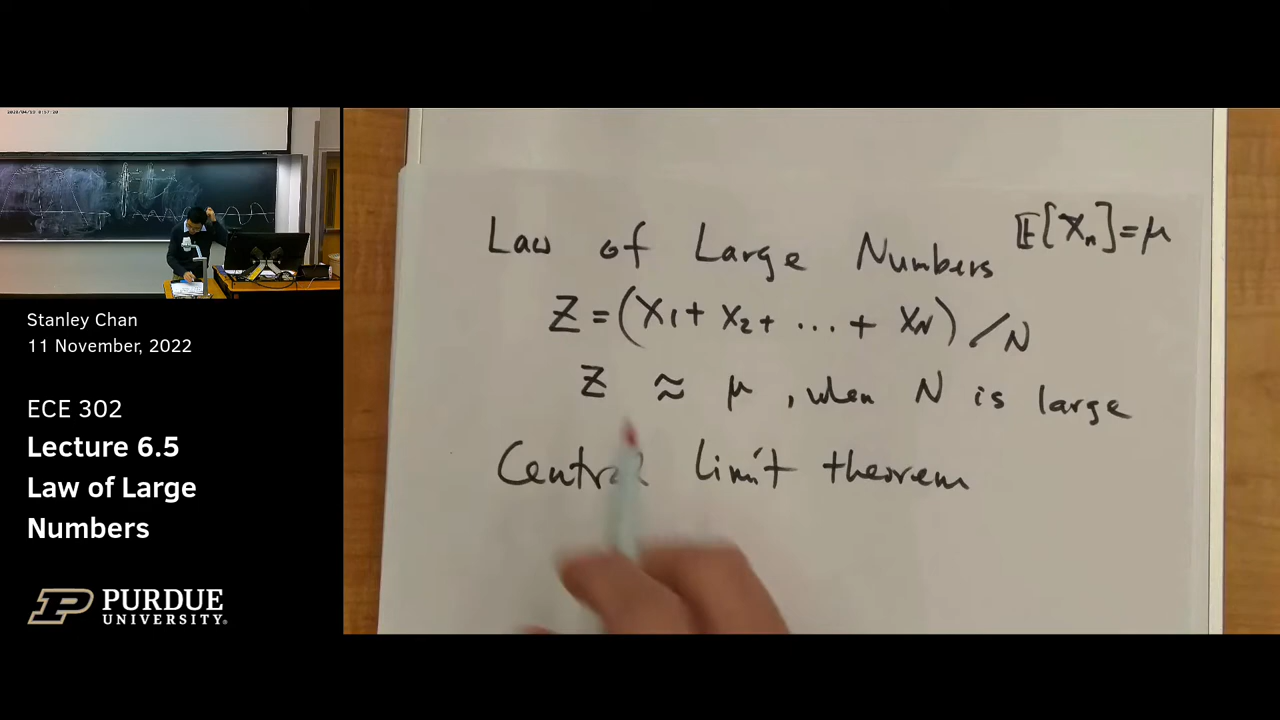 Stanley Chan
11 November, 2022
ECE 302
Lecture 6.5
Law of Large
Numbers
PURDUE
UNIVERSITY.
Law of Large Numbers 𝔼[Xₙ]=μ
Z=(X₁+X₂+...+X_N)/N
Z ≈ μ, when N is large
Central limit theorem